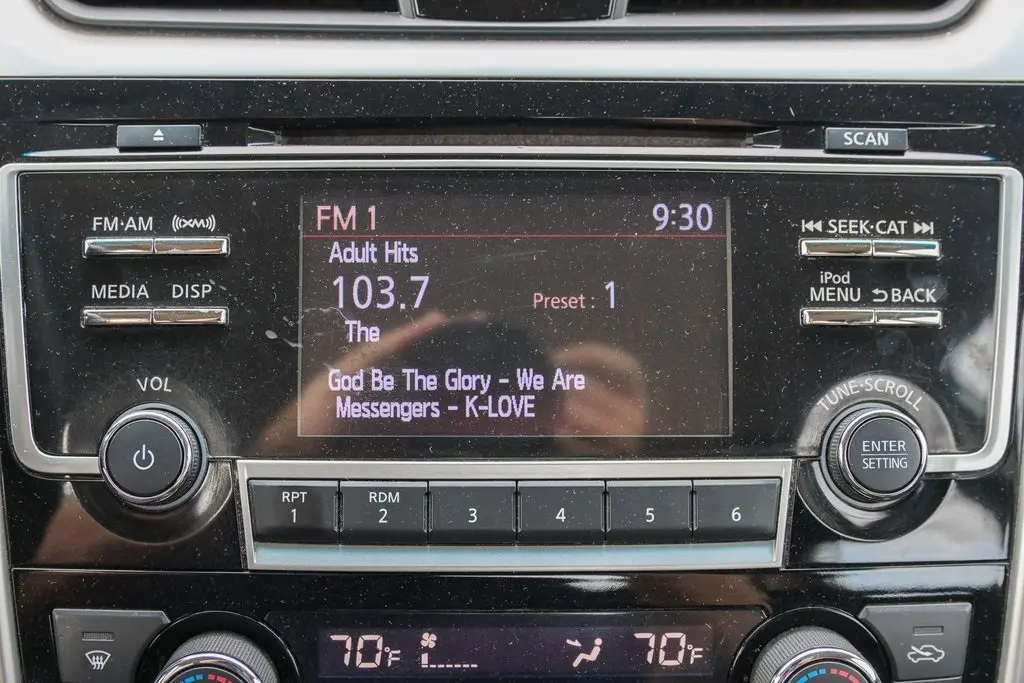 SCAN
FM·AM ((XM))
SEEK·CAT
MEDIA DISP
iPod
MENU BACK
FM 1 9:30
Adult Hits
103.7 Preset : 1
The
God Be The Glory - We Are
Messengers - K-LOVE
VOL
TUNE·SCROLL
ENTER
SETTING
RPT RDM
1 2 3 4 5 6
70°F 70°F